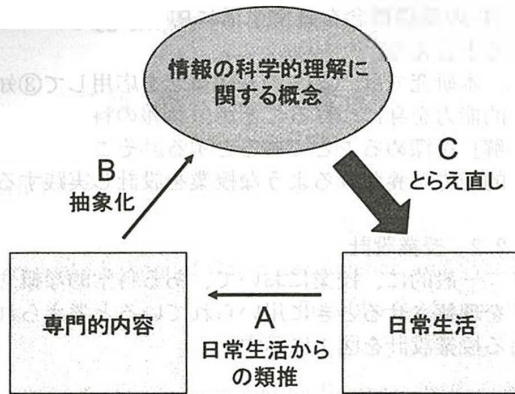 情報の科学的理解に
関する概念
B
抽象化
C
とらえ直し
専門的内容
A
日常生活から
の類推
日常生活